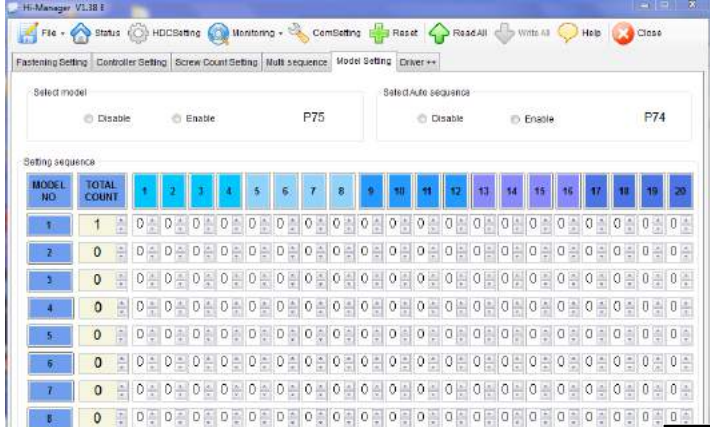 Hi-Manager V1.38 E
File Status HDCSetting Monitoring ComSetting Reset Read All Write All Help Close
Fastening Setting Controller Setting Screw Count Setting Multi sequence Model Setting Driver ++
Select model Select Auto sequence
Disable Enable P75 Disable Enable P74
Setting sequence
MODEL NO TOTAL COUNT 1 2 3 4 5 6 7 8 9 10 11 12 13 14 15 16 17 18 19 20
1 1 0 0 0 0 0 0 0 0 0 0 0 0 0 0 0 0 0 0 0 0
2 0 0 0 0 0 0 0 0 0 0 0 0 0 0 0 0 0 0 0 0 0
3 0 0 0 0 0 0 0 0 0 0 0 0 0 0 0 0 0 0 0 0 0
4 0 0 0 0 0 0 0 0 0 0 0 0 0 0 0 0 0 0 0 0 0
5 0 0 0 0 0 0 0 0 0 0 0 0 0 0 0 0 0 0 0 0 0
6 0 0 0 0 0 0 0 0 0 0 0 0 0 0 0 0 0 0 0 0 0
7 0 0 0 0 0 0 0 0 0 0 0 0 0 0 0 0 0 0 0 0 0
8 0 0 0 0 0 0 0 0 0 0 0 0 0 0 0 0 0 0 0 0 0